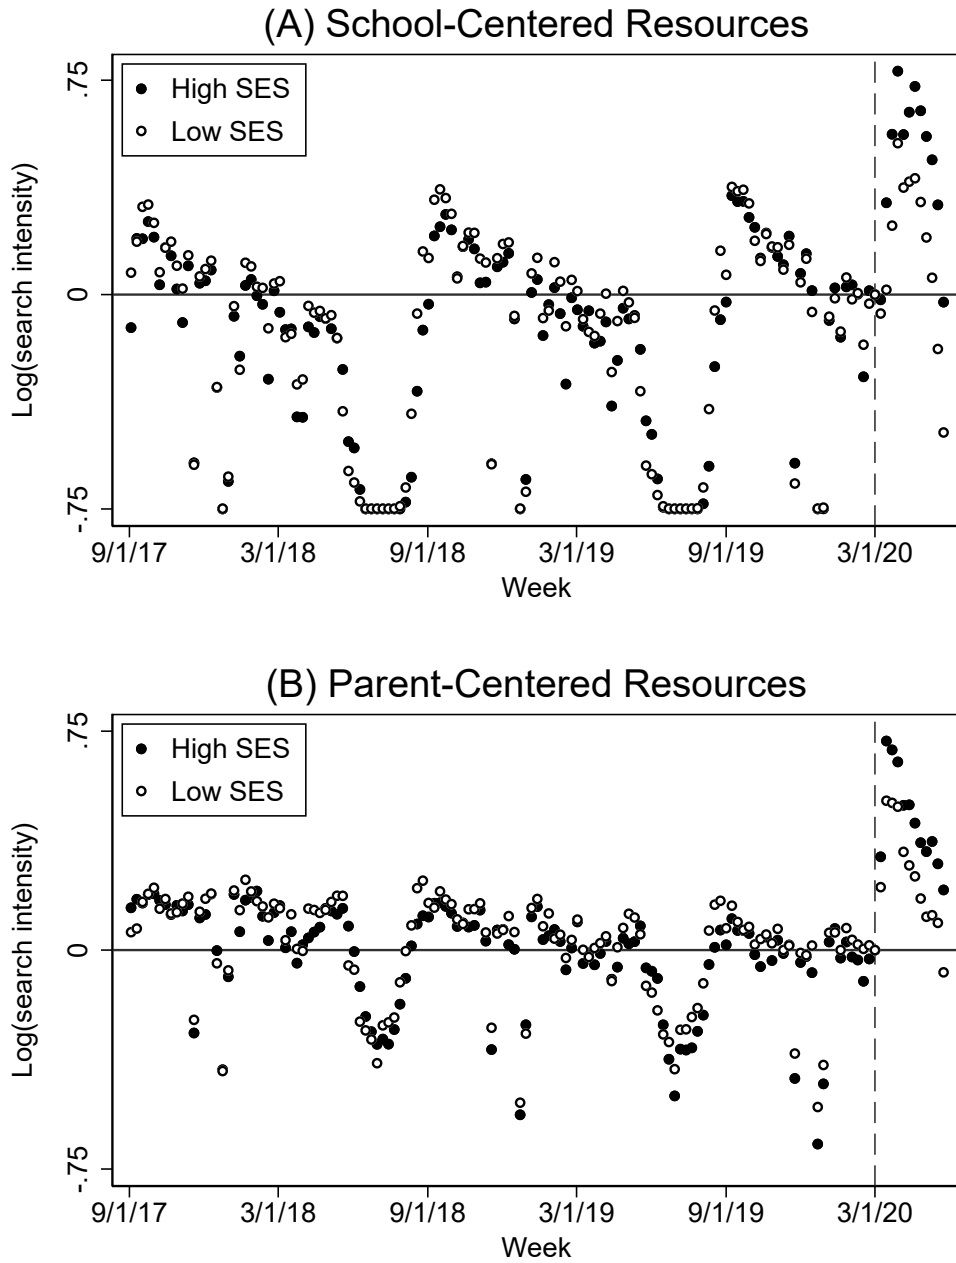 (A) School-Centered Resources
High SES
Low SES
.75
0
-.75
Log(search intensity)
9/1/17 3/1/18 9/1/18 3/1/19 9/1/19 3/1/20
Week
(B) Parent-Centered Resources
High SES
Low SES
.75
0
-.75
Log(search intensity)
9/1/17 3/1/18 9/1/18 3/1/19 9/1/19 3/1/20
Week